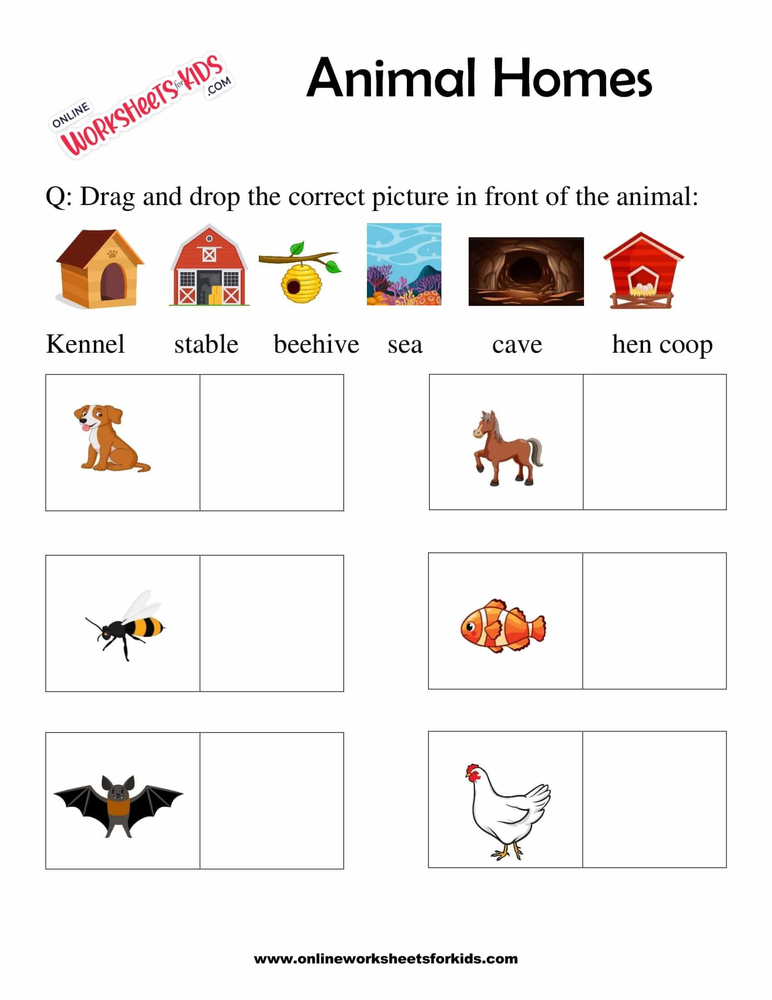 Animal Homes
ONLINE
WORKSHEETS for KIDS
.COM
Q: Drag and drop the correct picture in front of the animal:
Kennel stable beehive sea cave hen coop
www.onlineworksheetsforkids.com